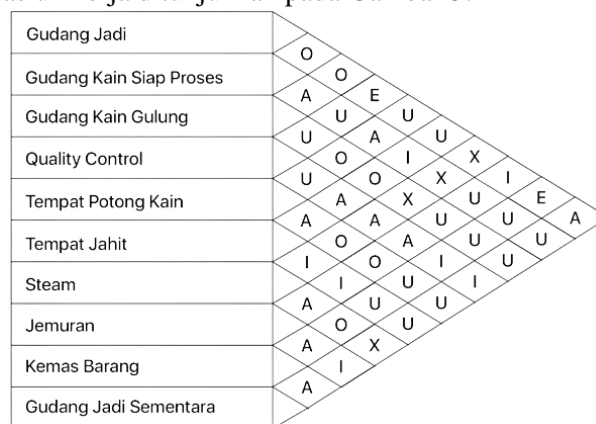 Gudang Jadi
O
Gudang Kain Siap Proses O
A E
Gudang Kain Gulung U U
U A U
Quality Control O I X
U O X I
Tempat Potong Kain A X U E
A A U U A
Tempat Jahit O A U U
I O I U
Steam I U I
A U U
Jemuran O U
A X
Kemas Barang I
A
Gudang Jadi Sementara